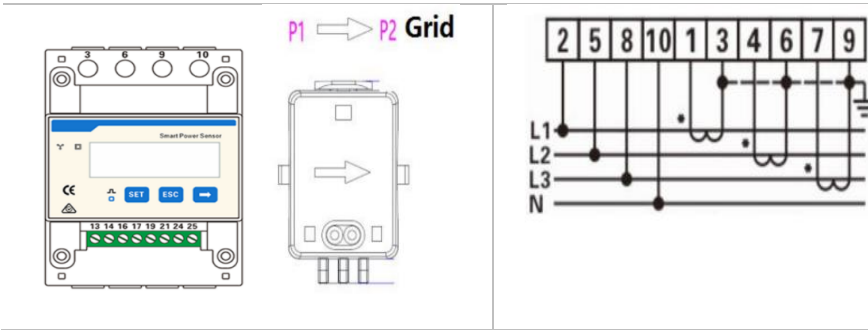 P1 P2 Grid
3 6 9 10
Smart Power Sensor
CE
SET ESC
13 14 16 17 19 21 24 25
2 5 8 10 1 3 4 6 7 9
L1
*
L2
*
L3
*
N